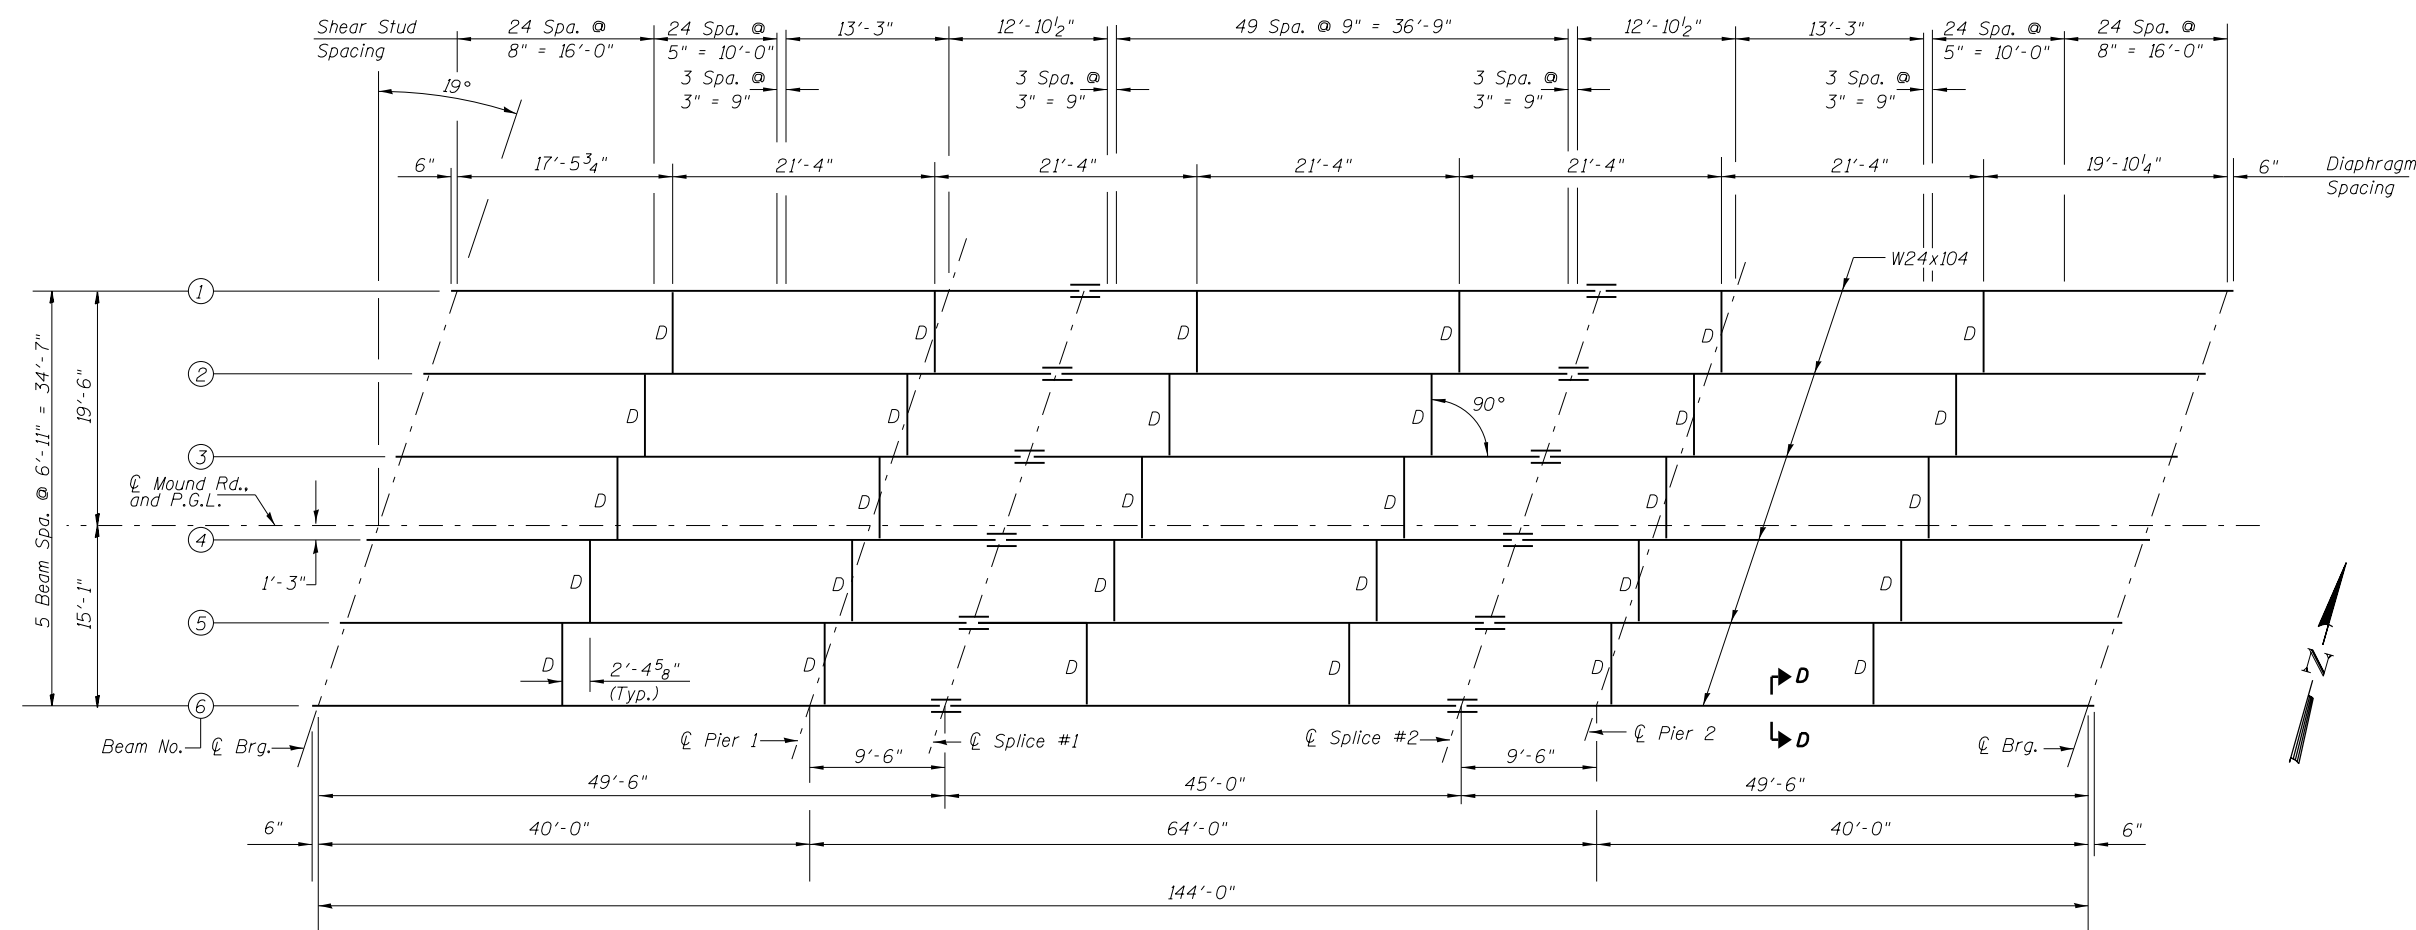 Shear Stud
Spacing
24 Spa. @
8" = 16'-0"
24 Spa. @
5" = 10'-0"
3 Spa. @
3" = 9"
13'-3"
12'-10½"
3 Spa. @
3" = 9"
49 Spa. @ 9" = 36'-9"
3 Spa. @
3" = 9"
12'-10½"
13'-3"
3 Spa. @
3" = 9"
24 Spa. @
5" = 10'-0"
24 Spa. @
8" = 16'-0"
19°
6"
17'-5¾"
21'-4"
21'-4"
21'-4"
21'-4"
21'-4"
19'-10¼"
6"
Diaphragm
Spacing
W24x104
1
D
D
D
D
D
D
2
D
D
D
D
90°
D
D
3
D
D
D
D
D
D
℄ Mound Rd.,
and P.G.L.
4
1'-3"
D
D
D
D
D
D
5
D
D
D
D
D
D
2'-4⅝"
(Typ.)
6
5 Beam Spa. @ 6'-11" = 34'-7"
19'-6"
15'-1"
D
D
N
Beam No.
℄ Brg.
℄ Pier 1
℄ Splice #1
℄ Splice #2
℄ Pier 2
℄ Brg.
9'-6"
9'-6"
49'-6"
45'-0"
49'-6"
6"
40'-0"
64'-0"
40'-0"
6"
144'-0"